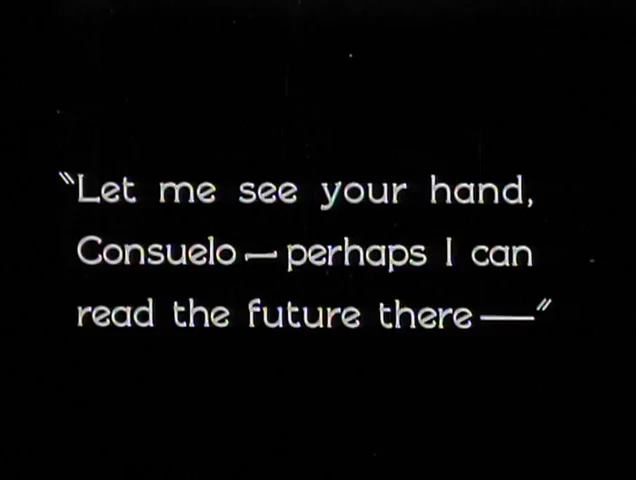 "Let me see your hand,
Consuelo — perhaps I can
read the future there —"